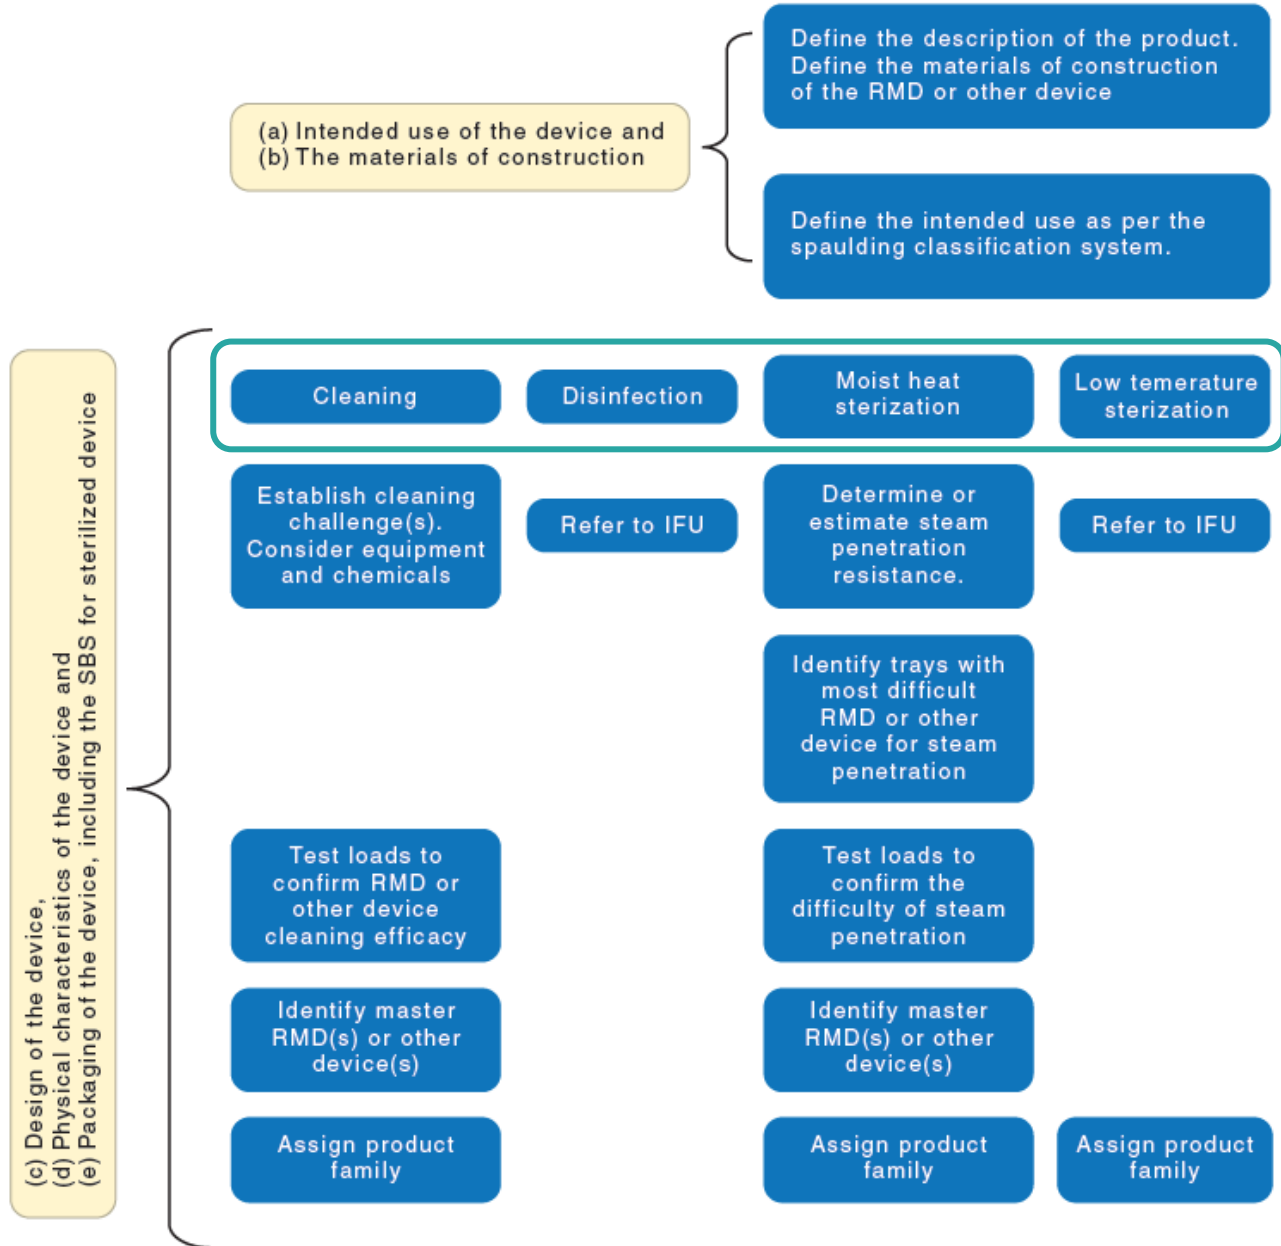 Define the description of the product.
Define the materials of construction
of the RMD or other device
(a) Intended use of the device and
(b) The materials of construction
Define the intended use as per the
spaulding classification system.
(c) Design of the device,
(d) Physical characteristics of the device and
(e) Packaging of the device, including the SBS for sterilized device
Cleaning
Disinfection
Moist heat
sterization
Low temerature
sterization
Establish cleaning
challenge(s).
Consider equipment
and chemicals
Refer to IFU
Determine or
estimate steam
penetration
resistance.
Refer to IFU
Identify trays with
most difficult
RMD or other
device for steam
penetration
Test loads to
confirm RMD or
other device
cleaning efficacy
Test loads to
confirm the
difficulty of steam
penetration
Identify master
RMD(s) or other
device(s)
Identify master
RMD(s) or other
device(s)
Assign product
family
Assign product
family
Assign product
family